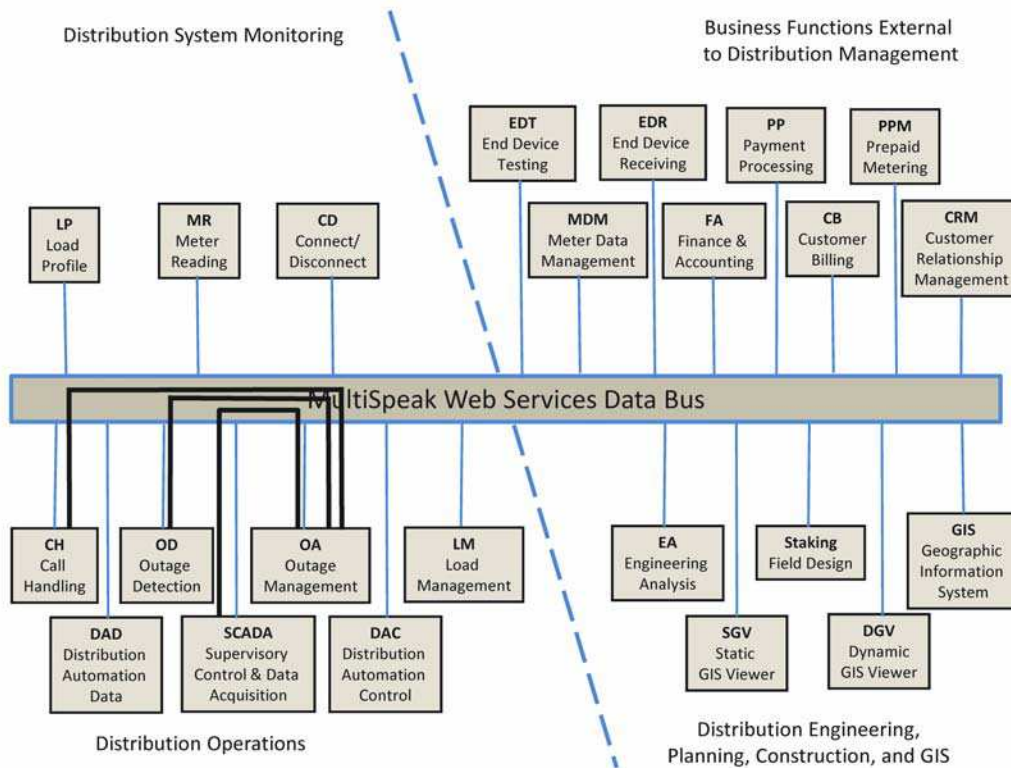 Distribution System Monitoring
Business Functions External
to Distribution Management
EDT
End Device
Testing
EDR
End Device
Receiving
PP
Payment
Processing
PPM
Prepaid
Metering
LP
Load
Profile
MR
Meter
Reading
CD
Connect/
Disconnect
MDM
Meter Data
Management
FA
Finance &
Accounting
CB
Customer
Billing
CRM
Customer
Relationship
Management
MultiSpeak Web Services Data Bus
CH
Call
Handling
OD
Outage
Detection
OA
Outage
Management
LM
Load
Management
EA
Engineering
Analysis
Staking
Field Design
GIS
Geographic
Information
System
DAD
Distribution
Automation
Data
SCADA
Supervisory
Control & Data
Acquisition
DAC
Distribution
Automation
Control
SGV
Static
GIS Viewer
DGV
Dynamic
GIS Viewer
Distribution Operations
Distribution Engineering,
Planning, Construction, and GIS